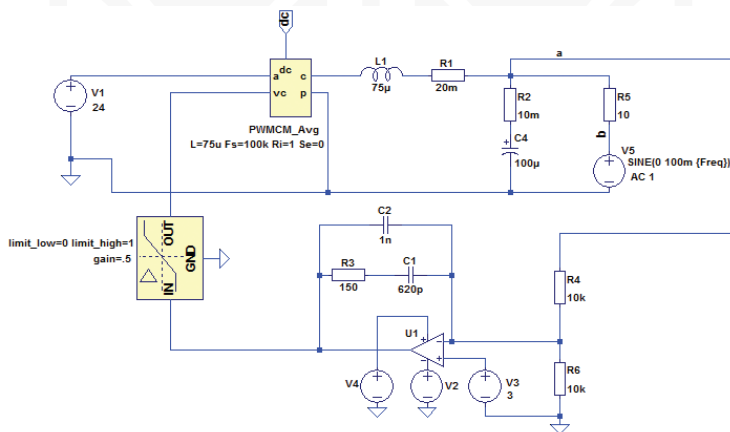 dc
a
L1
75µ
R1
20m
V1
24
dc
a
c
vc
p
R2
10m
R5
10
b
C4
100µ
V5
SINE(0 100m {Freq})
AC 1
PWMCM_Avg
L=75u Fs=100k Ri=1 Se=0
limit_low=0 limit_high=1
gain=.5
OUT
GND
IN
C2
1n
R3
150
C1
620p
R4
10k
U1
V4
V2
V3
3
R6
10k